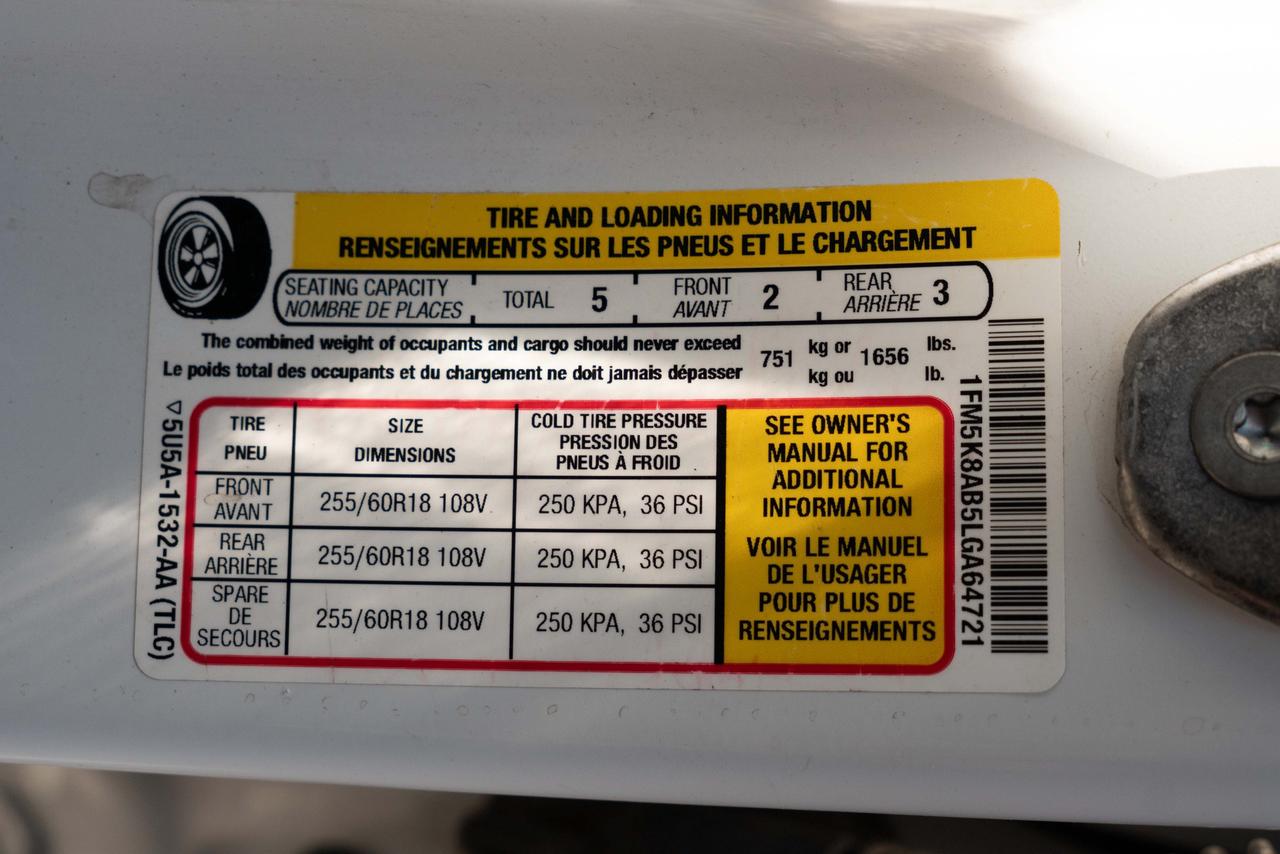 TIRE AND LOADING INFORMATION
RENSEIGNEMENTS SUR LES PNEUS ET LE CHARGEMENT
SEATING CAPACITY
NOMBRE DE PLACES
TOTAL 5
FRONT
AVANT
2
REAR
ARRIÈRE
3
The combined weight of occupants and cargo should never exceed
Le poids total des occupants et du chargement ne doit jamais dépasser
751
kg or
kg ou
1656
lbs.
lb.
TIRE
PNEU
SIZE
DIMENSIONS
COLD TIRE PRESSURE
PRESSION DES
PNEUS À FROID
FRONT
AVANT
255/60R18 108V
250 KPA, 36 PSI
REAR
ARRIÈRE
255/60R18 108V
250 KPA, 36 PSI
SPARE
DE
SECOURS
255/60R18 108V
250 KPA, 36 PSI
SEE OWNER'S
MANUAL FOR
ADDITIONAL
INFORMATION
VOIR LE MANUEL
DE L'USAGER
POUR PLUS DE
RENSEIGNEMENTS
5U5A-1532-AA (TLC)
1FM5K8AB5LGA64721